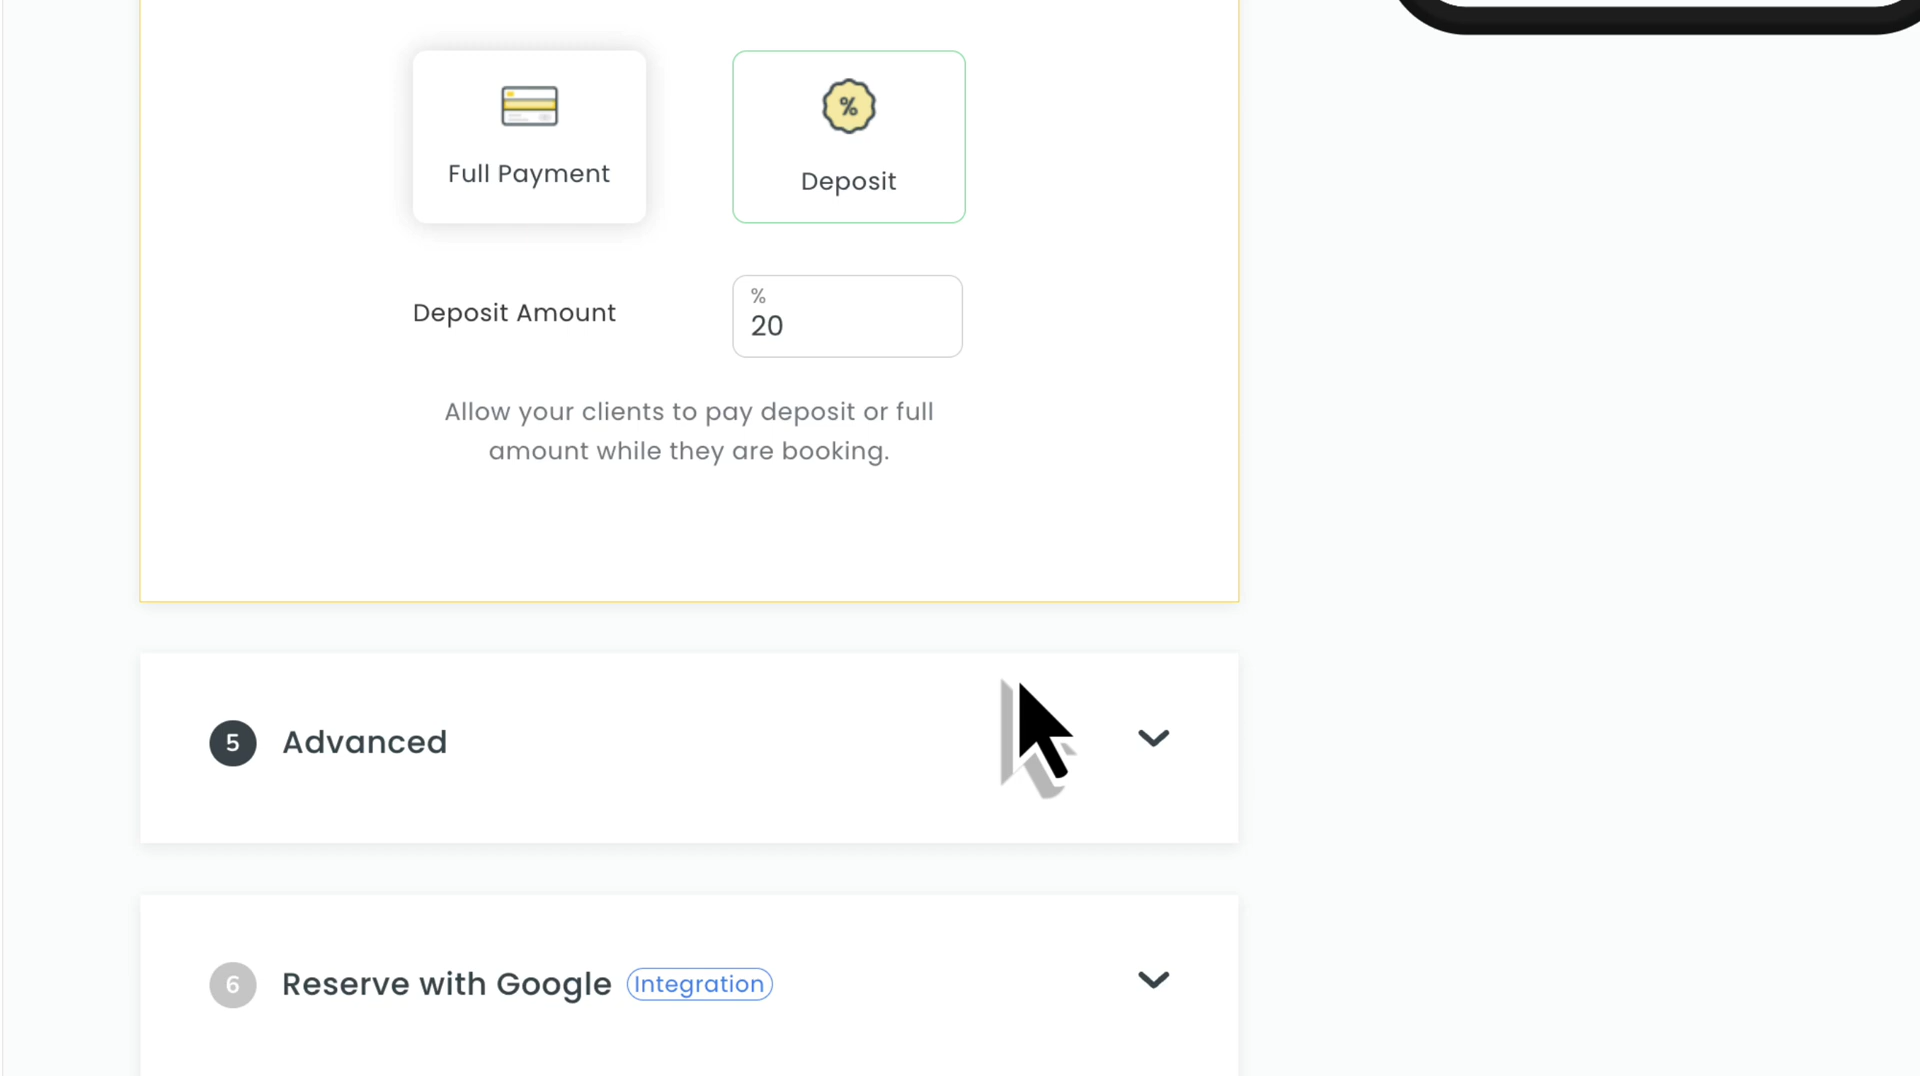 %
Full Payment
Deposit
Deposit Amount
%
20
Allow your clients to pay deposit or full
amount while they are booking.
5 Advanced
6 Reserve with Google Integration